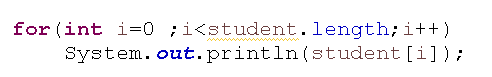 for(int i=0 ;i<student.length;i++)
System.out.println(student[i]);